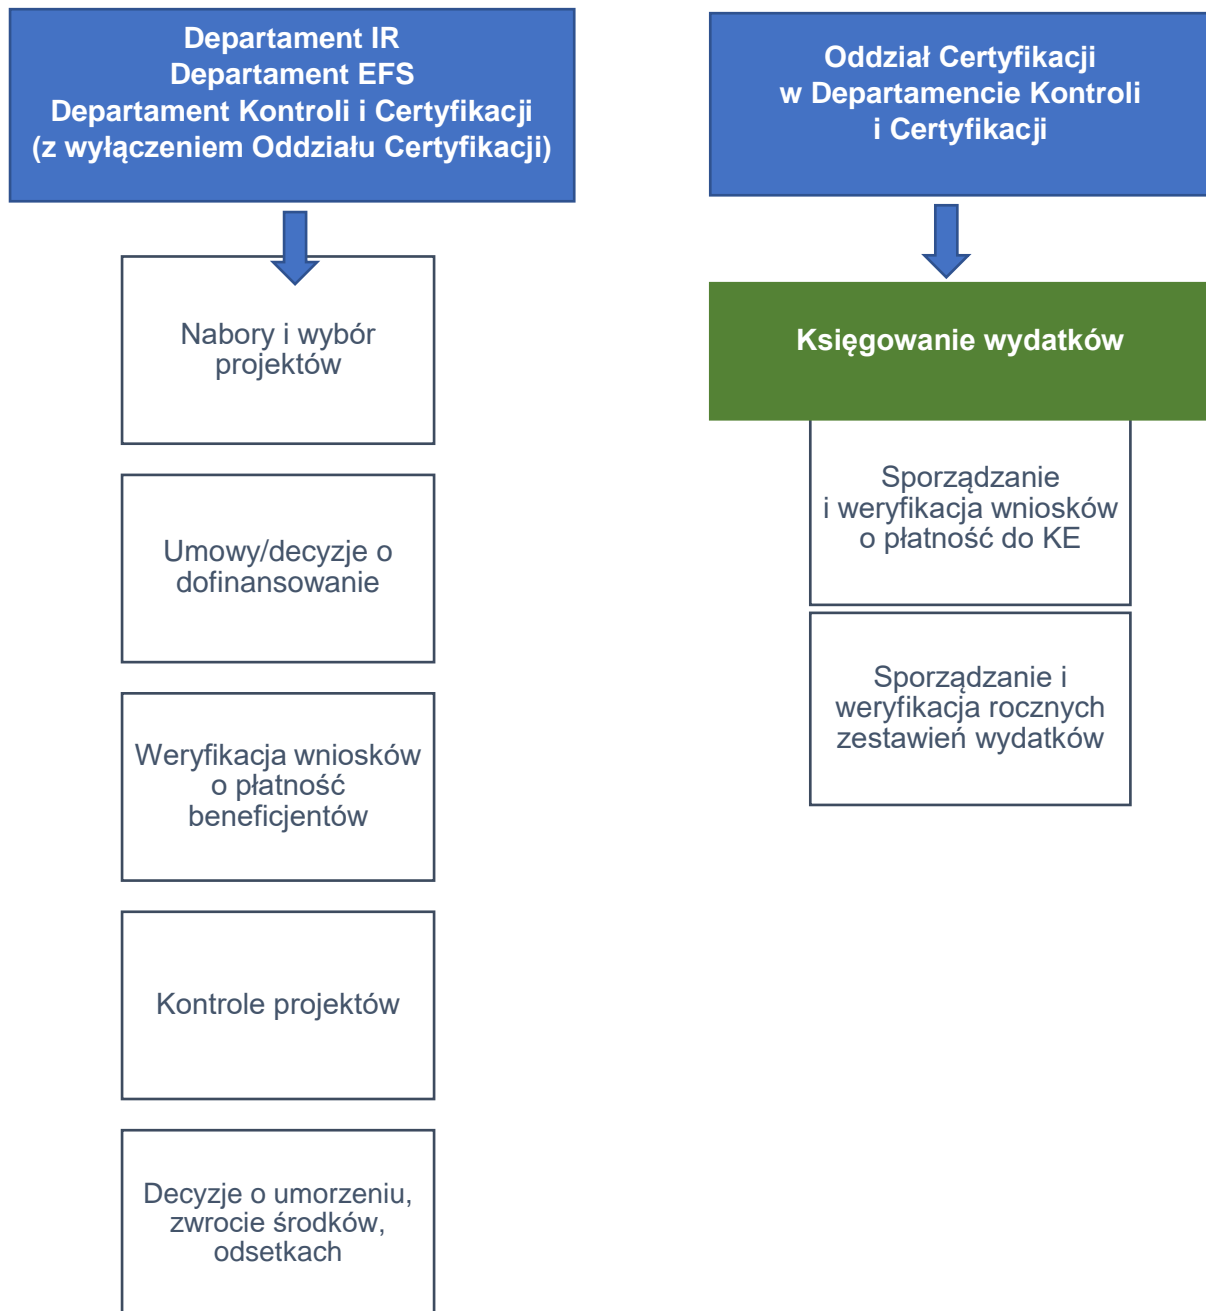 Departament IR
Departament EFS
Departament Kontroli i Certyfikacji
(z wyłączeniem Oddziału Certyfikacji)
Nabory i wybór
projektów
Umowy/decyzje o
dofinansowanie
Weryfikacja wniosków
o płatność
beneficjentów
Kontrole projektów
Decyzje o umorzeniu,
zwrocie środków,
odsetkach
Oddział Certyfikacji
w Departamencie Kontroli
i Certyfikacji
Księgowanie wydatków
Sporządzanie
i weryfikacja wniosków
o płatność do KE
Sporządzanie i
weryfikacja rocznych
zestawień wydatków